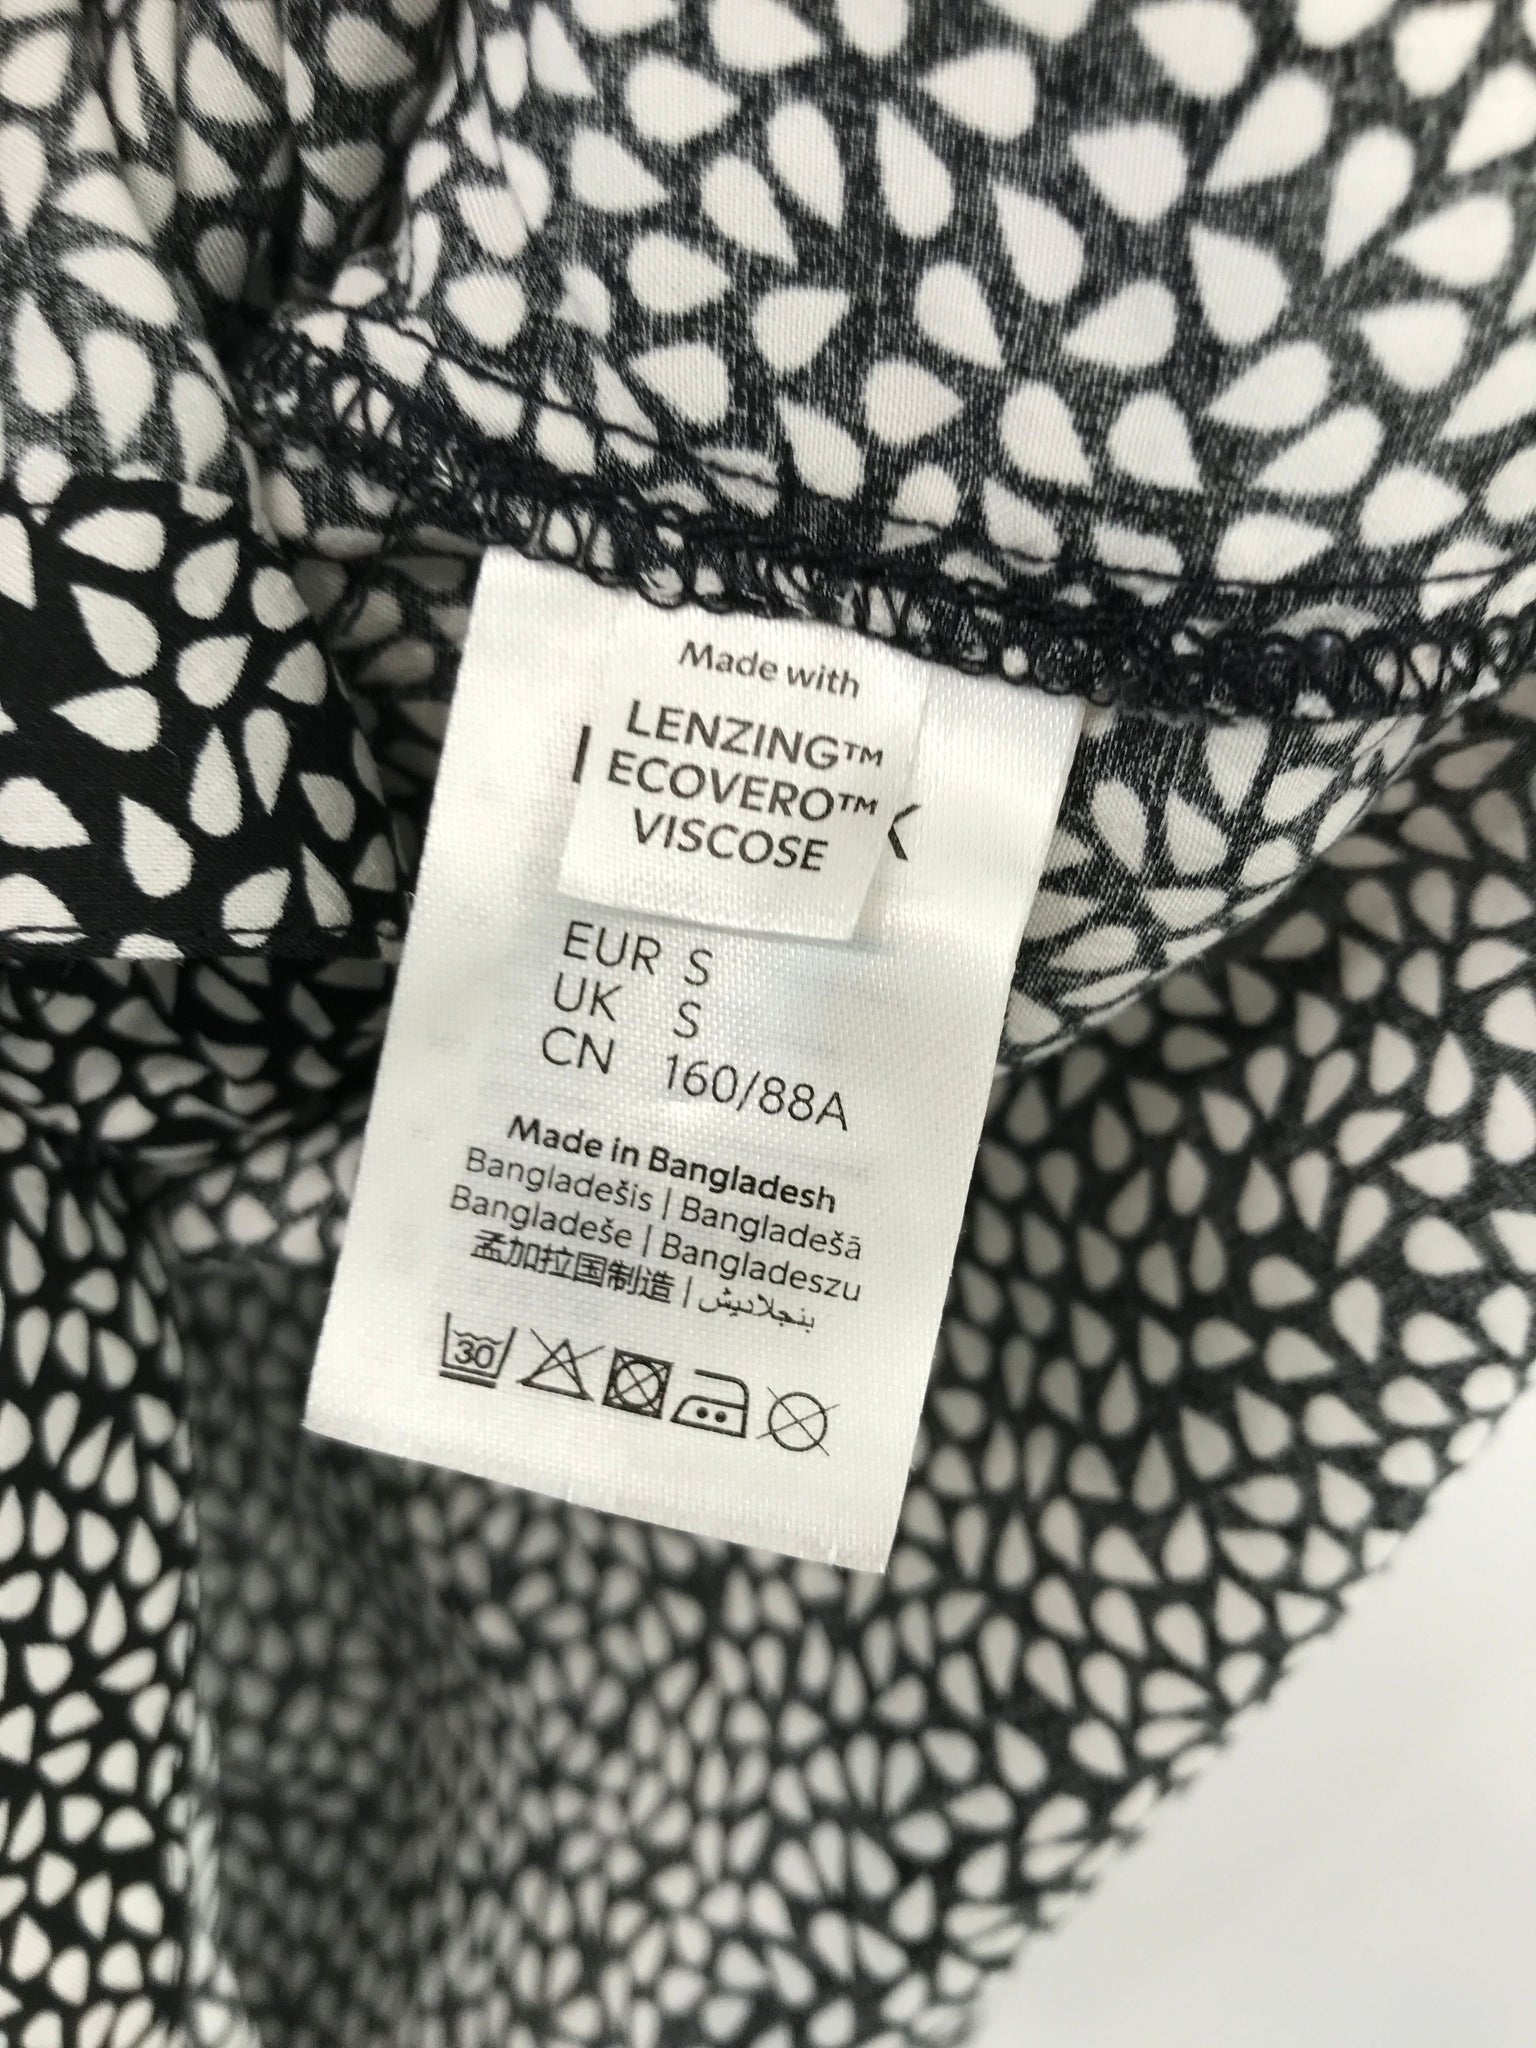 Made with
LENZING™
ECOVERO™
VISCOSE
EUR S
UK S
CN 160/88A
Made in Bangladesh
Bangladešis | Bangladešā
Bangladeše | Bangladeszu
孟加拉国制造 | بنجلاديش
30